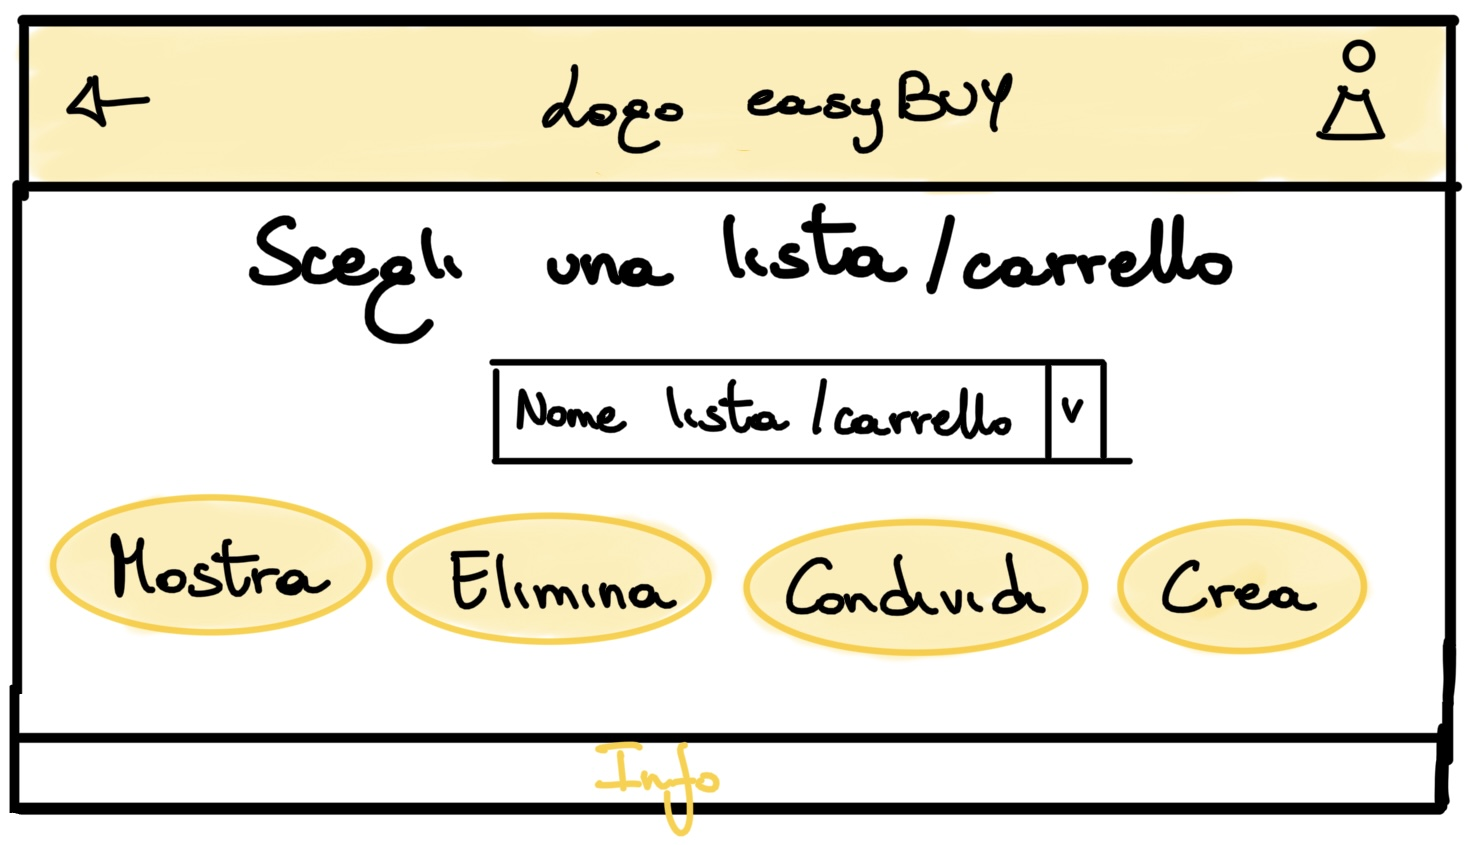 Logo easyBUY
Scegli una lista/carrello
Nome lista/carrello v
Mostra Elimina Condividi Crea
Info